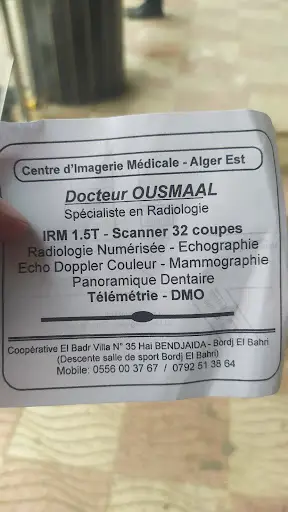 Centre d'Imagerie Médicale - Alger Est
Docteur OUSMAAL
Spécialiste en Radiologie
IRM 1.5T - Scanner 32 coupes
Radiologie Numérisée - Echographie
Echo Doppler Couleur - Mammographie
Panoramique Dentaire
Télémétrie - DMO
Coopérative El Badr Villa N° 35 Hai BENDJAIDA - Bordj El Bahri
(Descente salle de sport Bordj El Bahri)
Mobile: 0556 00 37 67 / 0792 51 38 64